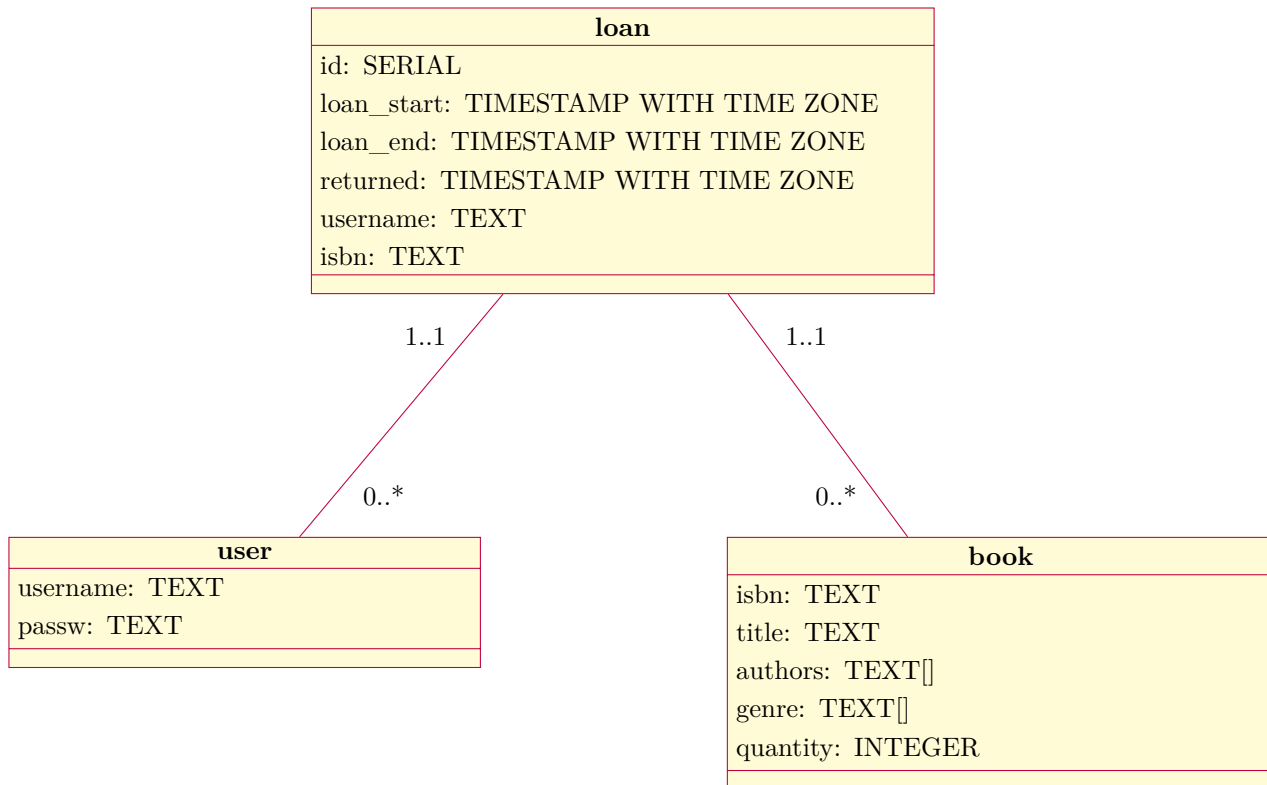 loan
id: SERIAL
loan_start: TIMESTAMP WITH TIME ZONE
loan_end: TIMESTAMP WITH TIME ZONE
returned: TIMESTAMP WITH TIME ZONE
username: TEXT
isbn: TEXT
1..1
1..1
0..*
0..*
user
username: TEXT
passw: TEXT
book
isbn: TEXT
title: TEXT
authors: TEXT[]
genre: TEXT[]
quantity: INTEGER